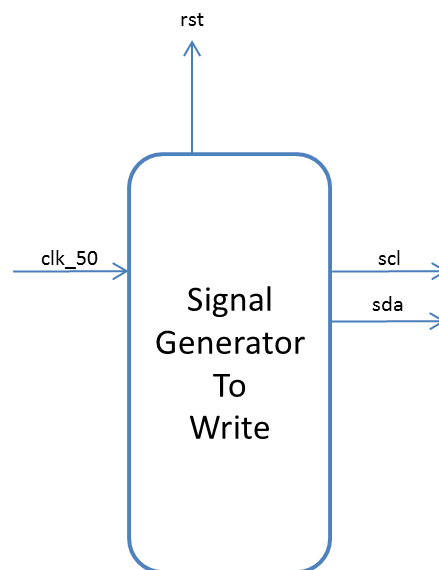 rst
clk_50
scl
sda
Signal
Generator
To
Write